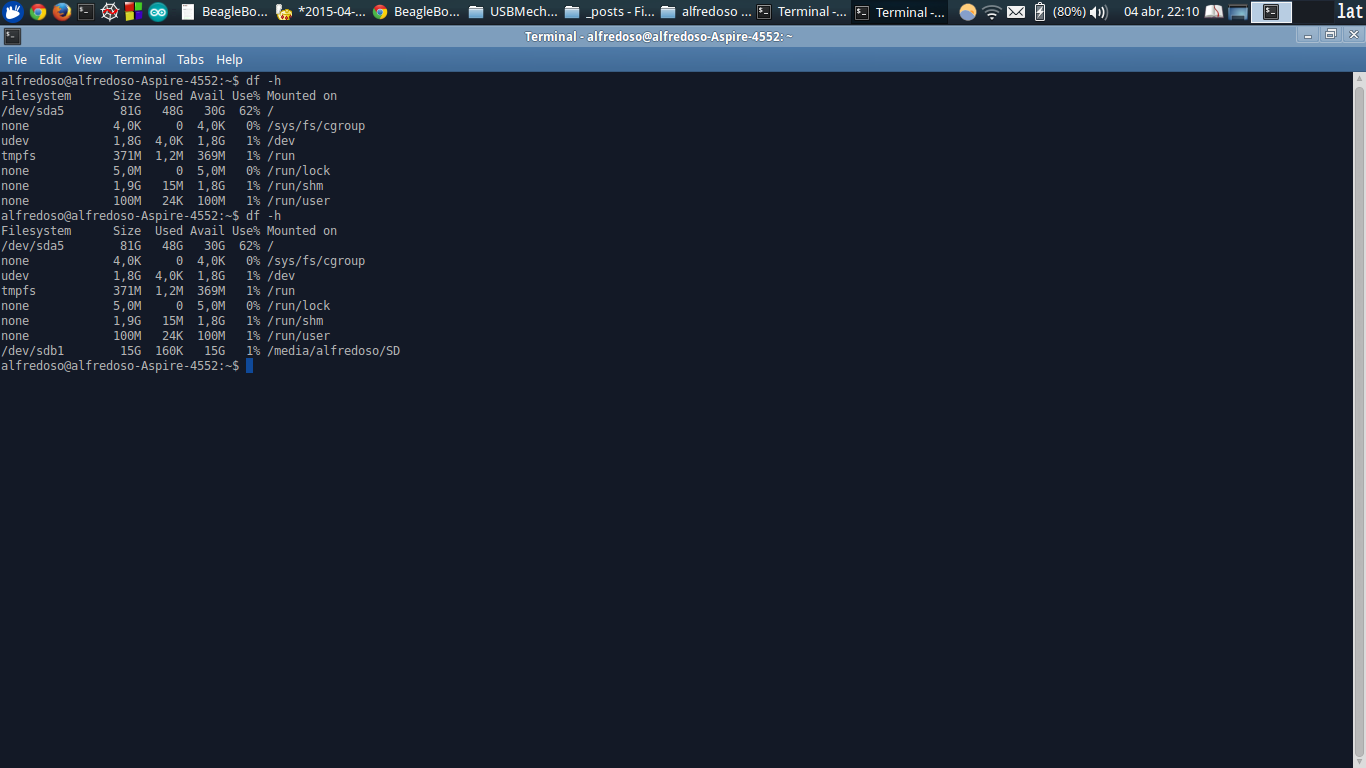 BeagleBo... *2015-04-... BeagleBo... USBMech... _posts - Fi... alfredoso ... Terminal -... Terminal -... (80%) 04 abr, 22:10 lat
Terminal - alfredoso@alfredoso-Aspire-4552: ~
File Edit View Terminal Tabs Help
alfredoso@alfredoso-Aspire-4552:~$ df -h
Filesystem      Size  Used Avail Use% Mounted on
/dev/sda5        81G   48G   30G  62% /
none            4,0K     0  4,0K   0% /sys/fs/cgroup
udev            1,8G  4,0K  1,8G   1% /dev
tmpfs           371M  1,2M  369M   1% /run
none            5,0M     0  5,0M   0% /run/lock
none            1,9G   15M  1,8G   1% /run/shm
none            100M   24K  100M   1% /run/user
alfredoso@alfredoso-Aspire-4552:~$ df -h
Filesystem      Size  Used Avail Use% Mounted on
/dev/sda5        81G   48G   30G  62% /
none            4,0K     0  4,0K   0% /sys/fs/cgroup
udev            1,8G  4,0K  1,8G   1% /dev
tmpfs           371M  1,2M  369M   1% /run
none            5,0M     0  5,0M   0% /run/lock
none            1,9G   15M  1,8G   1% /run/shm
none            100M   24K  100M   1% /run/user
/dev/sdb1        15G  160K   15G   1% /media/alfredoso/SD
alfredoso@alfredoso-Aspire-4552:~$